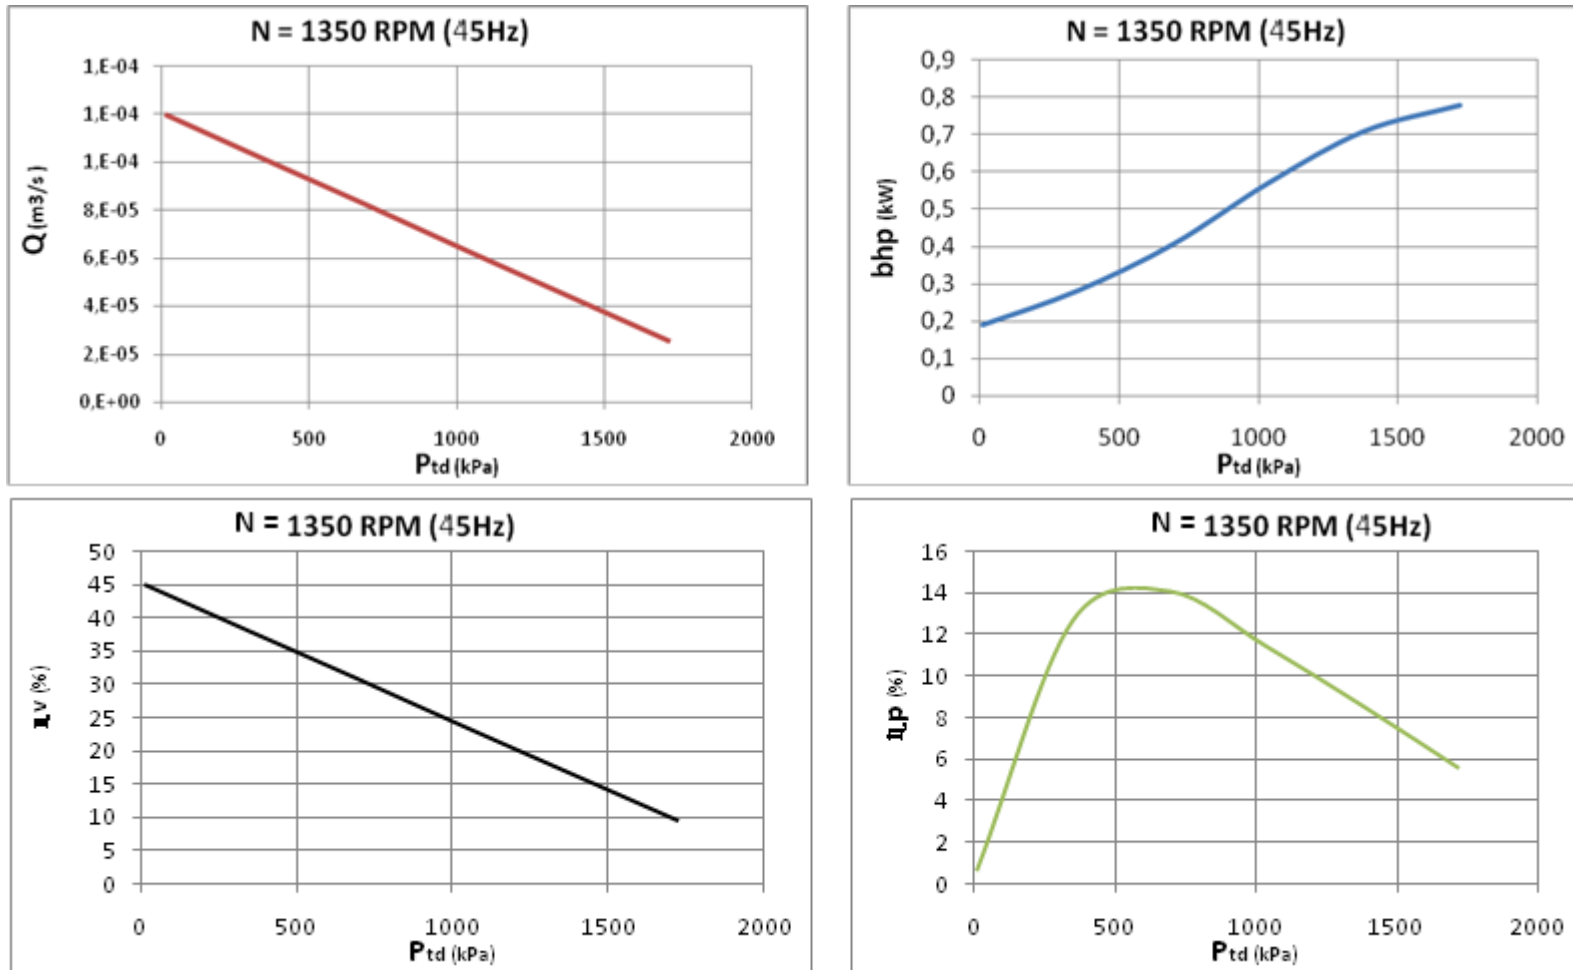 N = 1350 RPM (45Hz)
1,E-04
1,E-04
1,E-04
8,E-05
6,E-05
4,E-05
2,E-05
0,E+00
Q (m3/s)
0 500 1000 1500 2000
Ptd (kPa)
N = 1350 RPM (45Hz)
0,9
0,8
0,7
0,6
0,5
0,4
0,3
0,2
0,1
0
bhp (kW)
0 500 1000 1500 2000
Ptd (kPa)
N = 1350 RPM (45Hz)
50
45
40
35
30
25
20
15
10
5
0
ηv (%)
0 500 1000 1500 2000
Ptd (kPa)
N = 1350 RPM (45Hz)
16
14
12
10
8
6
4
2
0
ηp (%)
0 500 1000 1500 2000
Ptd (kPa)